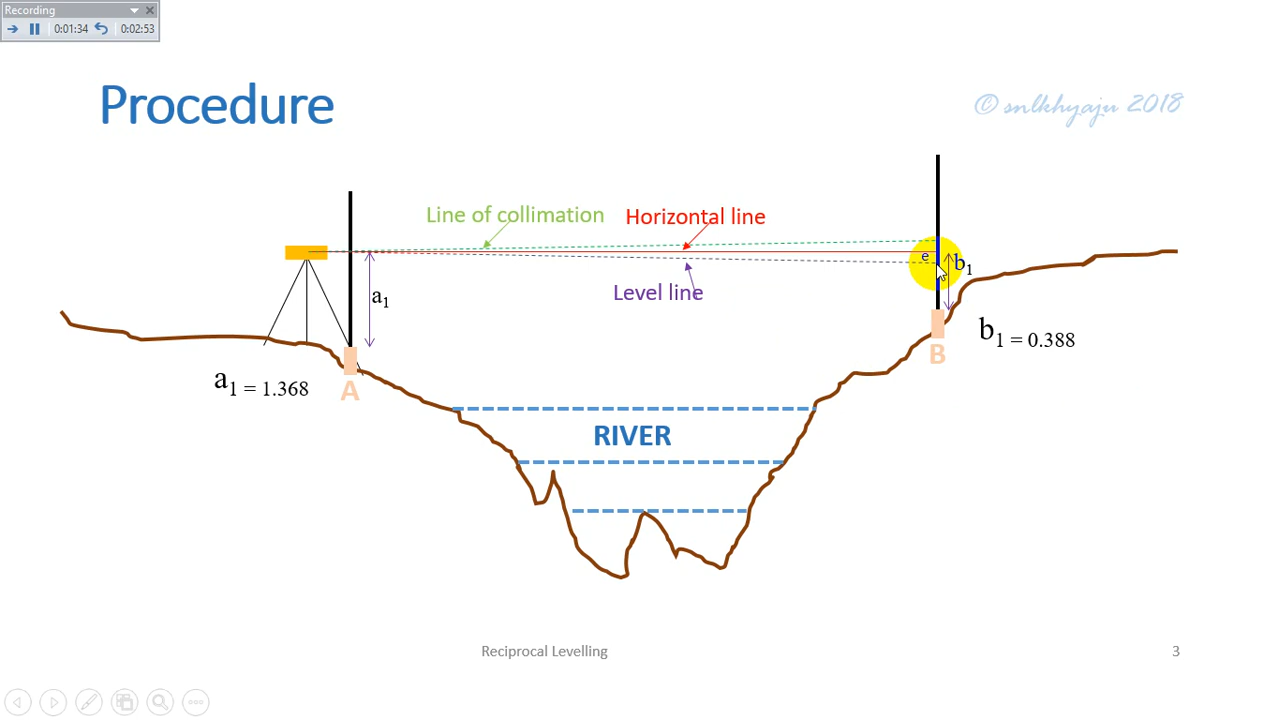 Recording
0:01:34 0:02:53
Procedure
© snlkhyaju 2018
Line of collimation
Horizontal line
e
b1
a1
Level line
b1 = 0.388
a1 = 1.368
A
B
RIVER
Reciprocal Levelling
3